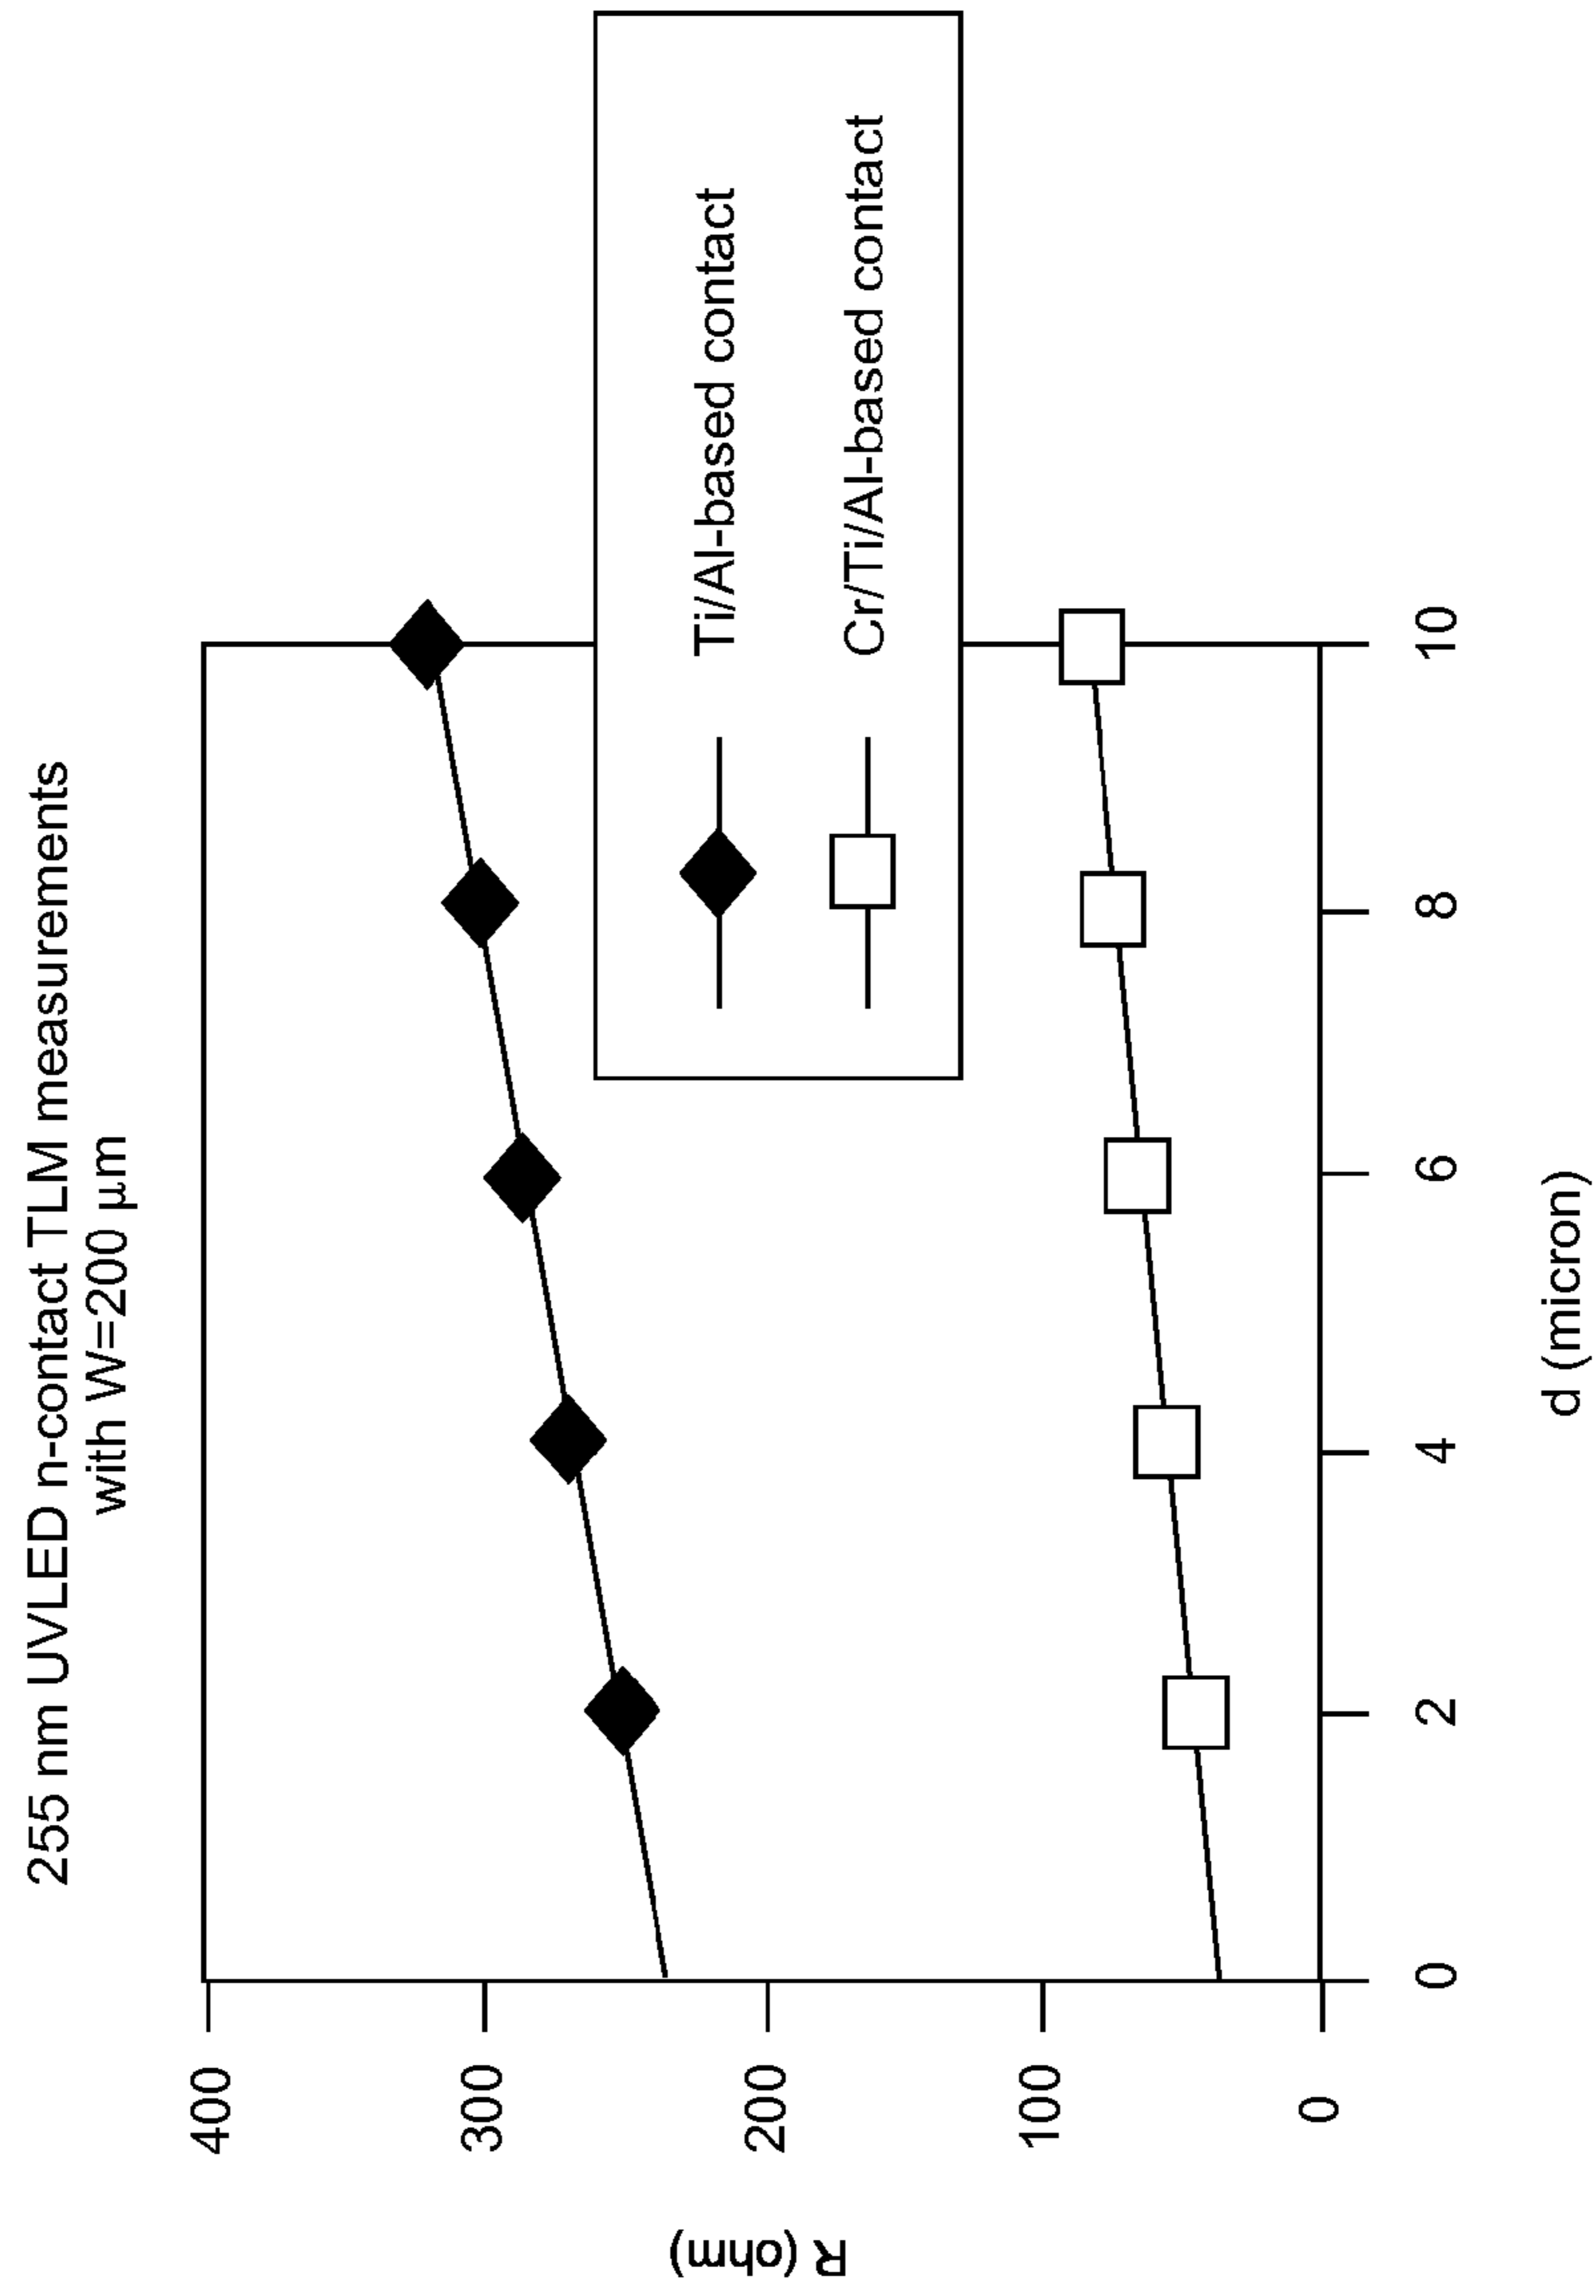 255 nm UVLED n-contact TLM measurements
with W=200 μm
400
300
200
100
0
R (ohm)
Ti/Al-based contact
Cr/Ti/Al-based contact
0
2
4
6
8
10
d (micron)